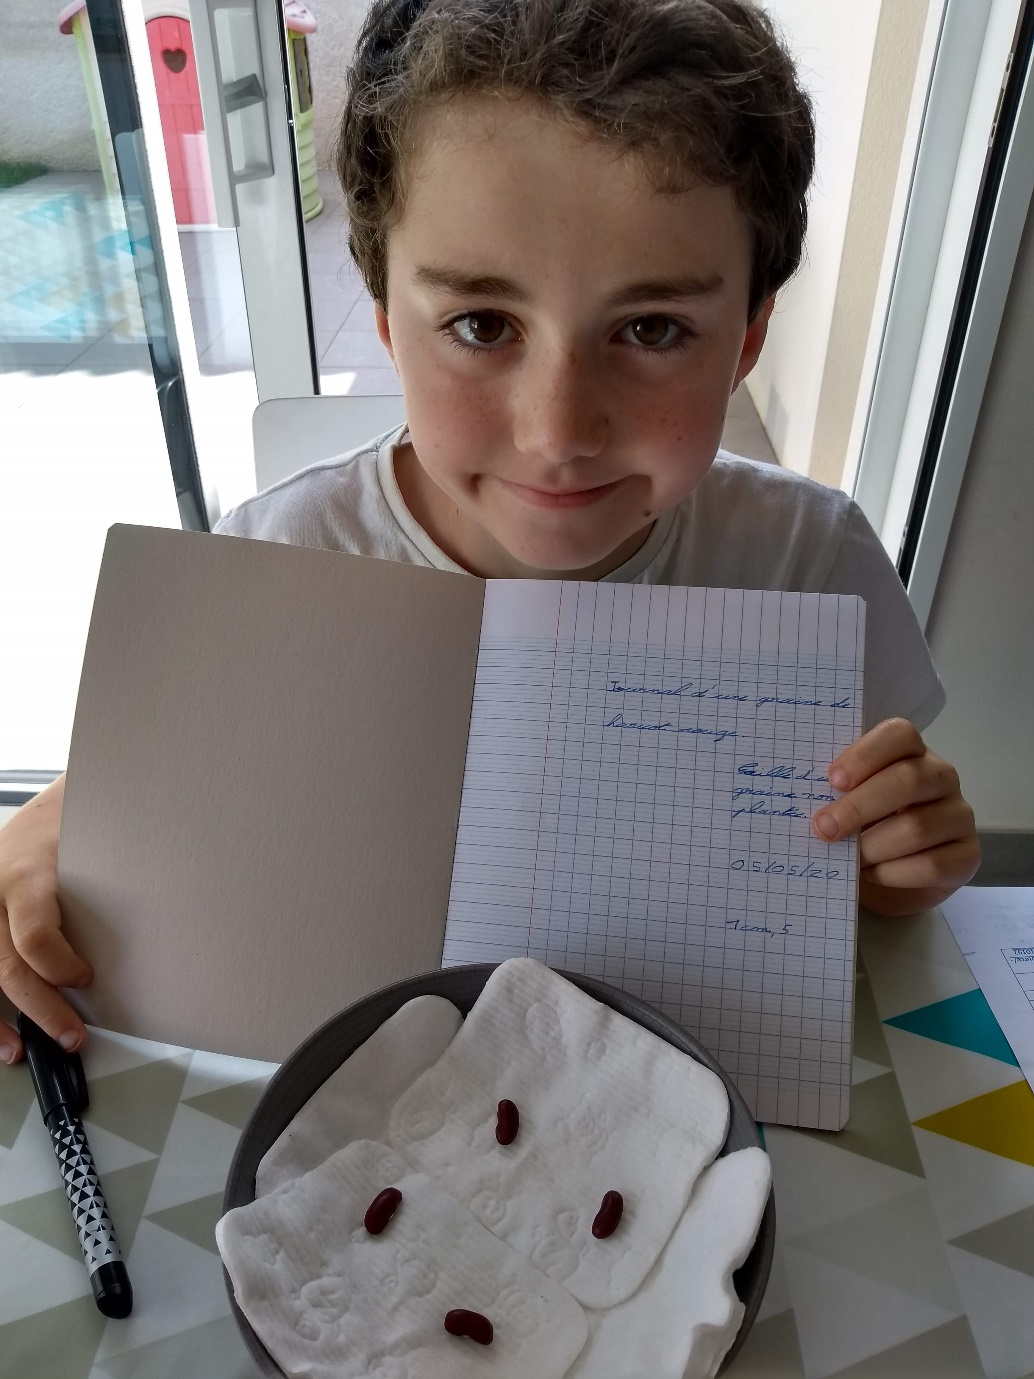 Journal d'une graine de
haricot rouge.
Taille d'u
graine non
plantée.
05/05/20
1cm,5